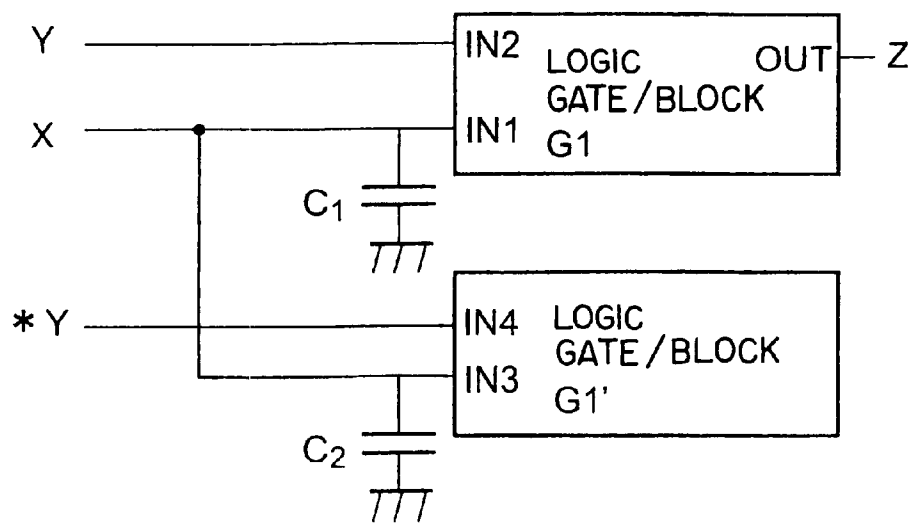 Y
IN2
LOGIC
GATE/BLOCK
G1
OUT
Z
X
IN1
C1
*Y
IN4
LOGIC
GATE/BLOCK
G1'
IN3
C2